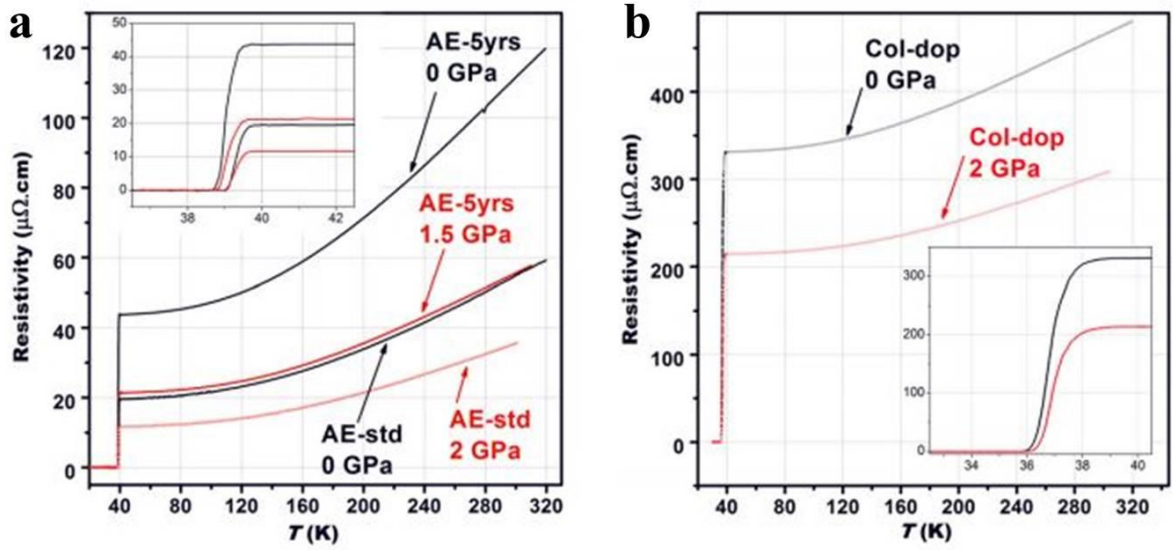 a
Resistivity (μΩ.cm)
120
100
80
60
40
20
0
40 80 120 160 200 240 280 320
T (K)
50
40
30
20
10
0
38 40 42
AE-5yrs
0 GPa
AE-5yrs
1.5 GPa
AE-std
0 GPa
AE-std
2 GPa
b
Resistivity (μΩ.cm)
400
300
200
100
0
40 80 120 160 200 240 280 320
T (K)
Col-dop
0 GPa
Col-dop
2 GPa
300
200
100
0
34 36 38 40